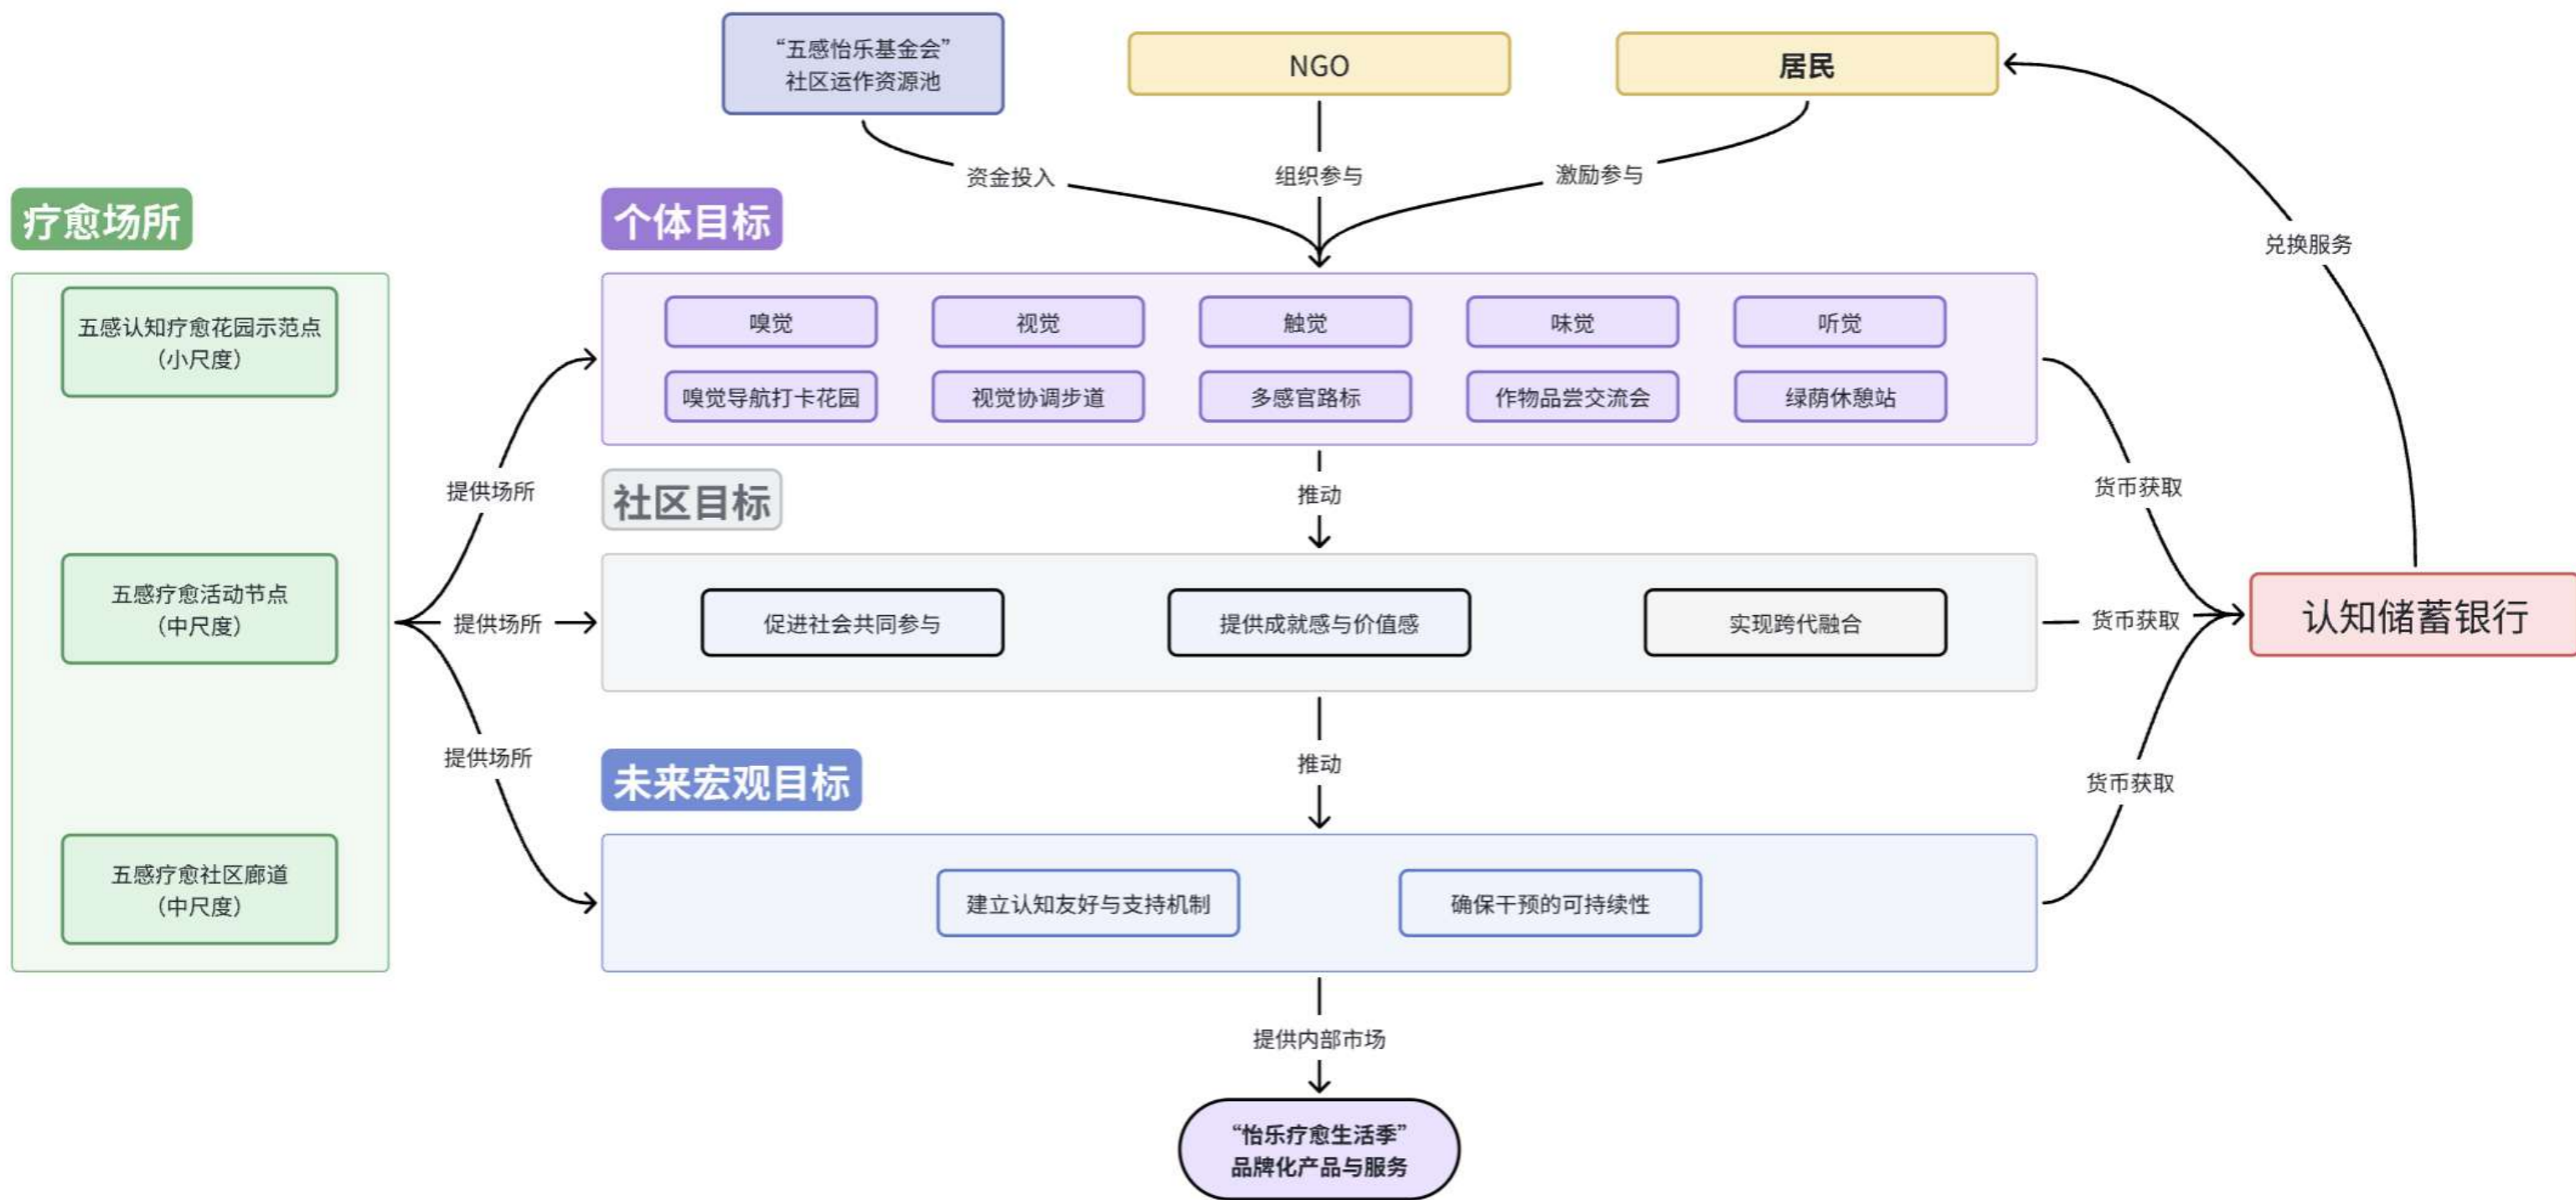 “五感怡乐基金会”
社区运作资源池
NGO
居民
资金投入
组织参与
激励参与
兑换服务
疗愈场所
五感认知疗愈花园示范点
（小尺度）
五感疗愈活动节点
（中尺度）
五感疗愈社区廊道
（中尺度）
提供场所
提供场所
提供场所
个体目标
嗅觉
视觉
触觉
味觉
听觉
嗅觉导航打卡花园
视觉协调步道
多感官路标
作物品尝交流会
绿荫休憩站
推动
社区目标
促进社会共同参与
提供成就感与价值感
实现跨代融合
推动
未来宏观目标
建立认知友好与支持机制
确保干预的可持续性
货币获取
货币获取
货币获取
认知储蓄银行
提供内部市场
“怡乐疗愈生活季”
品牌化产品与服务